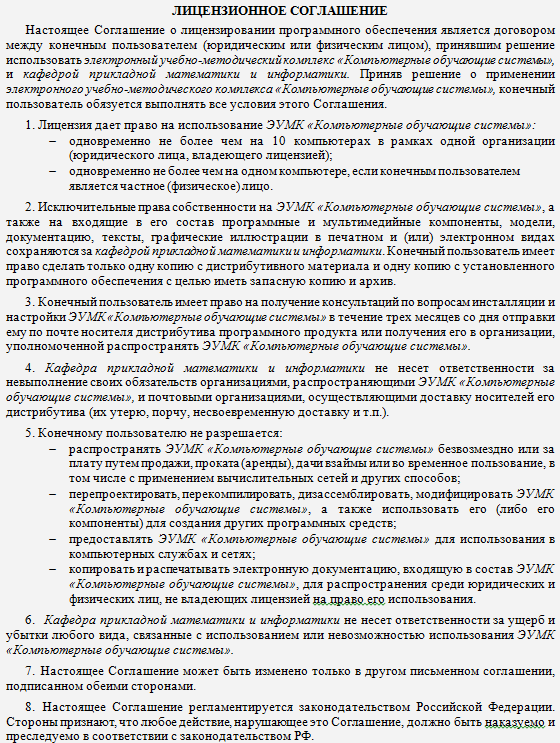 ЛИЦЕНЗИОННОЕ СОГЛАШЕНИЕ
Настоящее Соглашение о лицензировании программного обеспечения является договором
между конечным пользователем (юридическим или физическим лицом), принявшим решение
использовать электронный учебно-методический комплекс «Компьютерные обучающие системы»,
и кафедрой прикладной математики и информатики. Приняв решение о применении
электронного учебно-методического комплекса «Компьютерные обучающие системы», конечный
пользователь обязуется выполнять все условия этого Соглашения.
1. Лицензия дает право на использование ЭУМК «Компьютерные обучающие системы»:
– одновременно не более чем на 10 компьютерах в рамках одной организации
(юридического лица, владеющего лицензией);
– одновременно не более чем на одном компьютере, если конечным пользователем
является частное (физическое) лицо.
2. Исключительные права собственности на ЭУМК «Компьютерные обучающие системы», а
также на входящие в его состав программные и мультимедийные компоненты, модели,
документацию, тексты, графические иллюстрации в печатном и (или) электронном видах
сохраняются за кафедрой прикладной математики и информатики. Конечный пользователь имеет
право сделать только одну копию с дистрибутивного материала и одну копию с установленного
программного обеспечения с целью иметь запасную копию и архив.
3. Конечный пользователь имеет право на получение консультаций по вопросам инсталляции и
настройки ЭУМК «Компьютерные обучающие системы» в течение трех месяцев со дня отправки
ему по почте носителя дистрибутива программного продукта или получения его в организации,
уполномоченной распространять ЭУМК «Компьютерные обучающие системы».
4. Кафедра прикладной математики и информатики не несет ответственности за
невыполнение своих обязательств организациями, распространяющими ЭУМК «Компьютерные
обучающие системы», и почтовыми организациями, осуществляющими доставку носителей его
дистрибутива (их утерю, порчу, несвоевременную доставку и т.п.).
5. Конечному пользователю не разрешается:
– распространять ЭУМК «Компьютерные обучающие системы» безвозмездно или за
плату путем продажи, проката (аренды), дачи взаймы или во временное пользование, в
том числе с применением вычислительных сетей и других способов;
– перепроектировать, перекомпилировать, дизассемблировать, модифицировать ЭУМК
«Компьютерные обучающие системы», а также использовать его (либо его
компоненты) для создания других программных средств;
– предоставлять ЭУМК «Компьютерные обучающие системы» для использования в
компьютерных службах и сетях;
– копировать и распечатывать электронную документацию, входящую в состав ЭУМК
«Компьютерные обучающие системы», для распространения среди юридических и
физических лиц, не владеющих лицензией на право его использования.
6. Кафедра прикладной математики и информатики не несет ответственности за ущерб и
убытки любого вида, связанные с использованием или невозможностью использования ЭУМК
«Компьютерные обучающие системы».
7. Настоящее Соглашение может быть изменено только в другом письменном соглашении,
подписанном обеими сторонами.
8. Настоящее Соглашение регламентируется законодательством Российской Федерации.
Стороны признают, что любое действие, нарушающее это Соглашение, должно быть наказуемо и
преследуемо в соответствии с законодательством РФ.